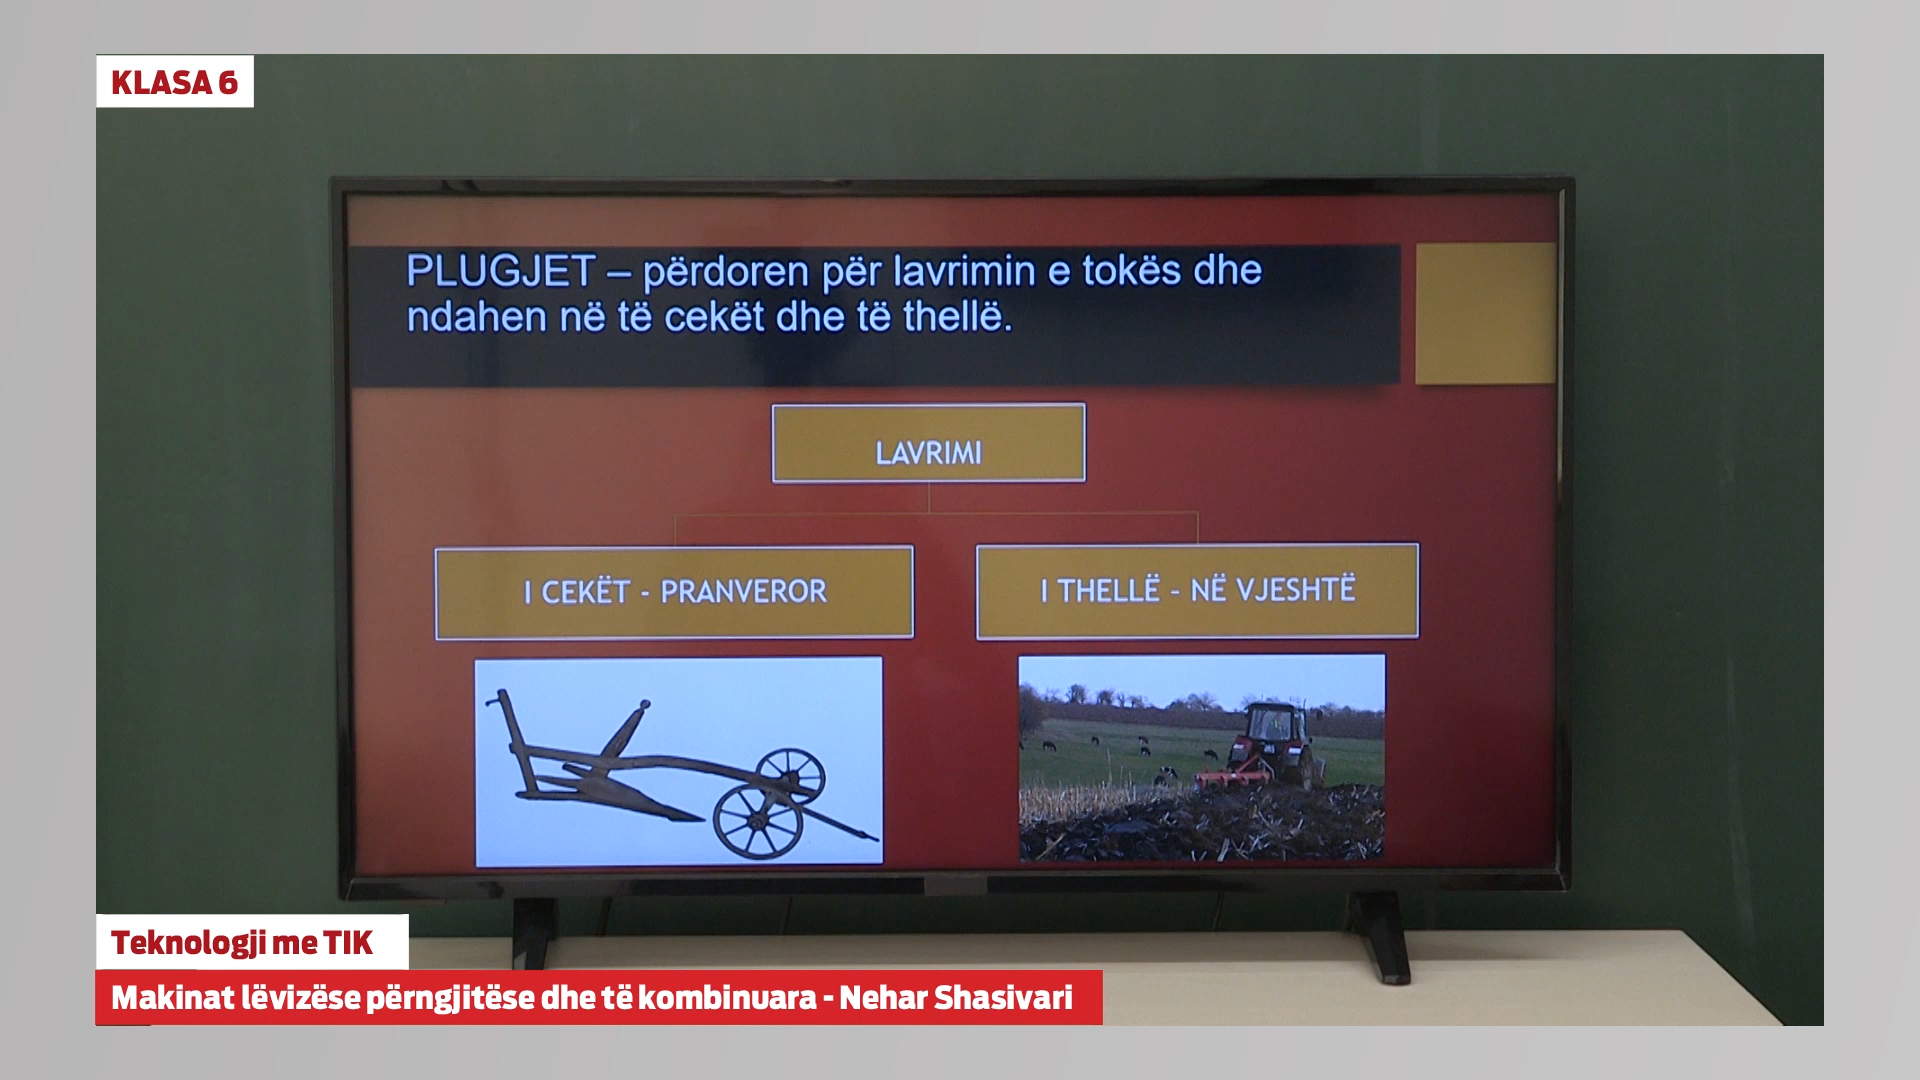 KLASA 6
PLUGJET – përdoren për lavrimin e tokës dhe
ndahen në të cekët dhe të thellë.
LAVRIMI
I CEKËT - PRANVEROR
I THELLË - NË VJESHTË
Teknologji me TIK
Makinat lëvizëse përngjitëse dhe të kombinuara - Nehar Shasivari